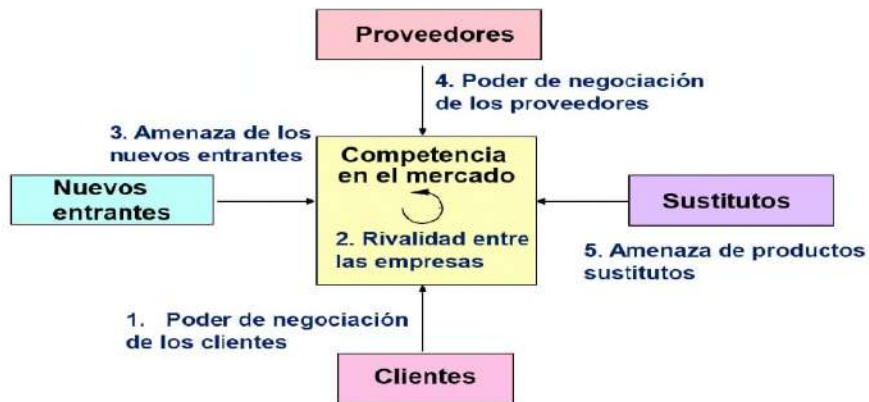 Proveedores
4. Poder de negociación
de los proveedores
3. Amenaza de los
nuevos entrantes
Competencia
en el mercado
Nuevos
entrantes
Sustitutos
2. Rivalidad entre
las empresas
5. Amenaza de productos
sustitutos
1. Poder de negociación
de los clientes
Clientes